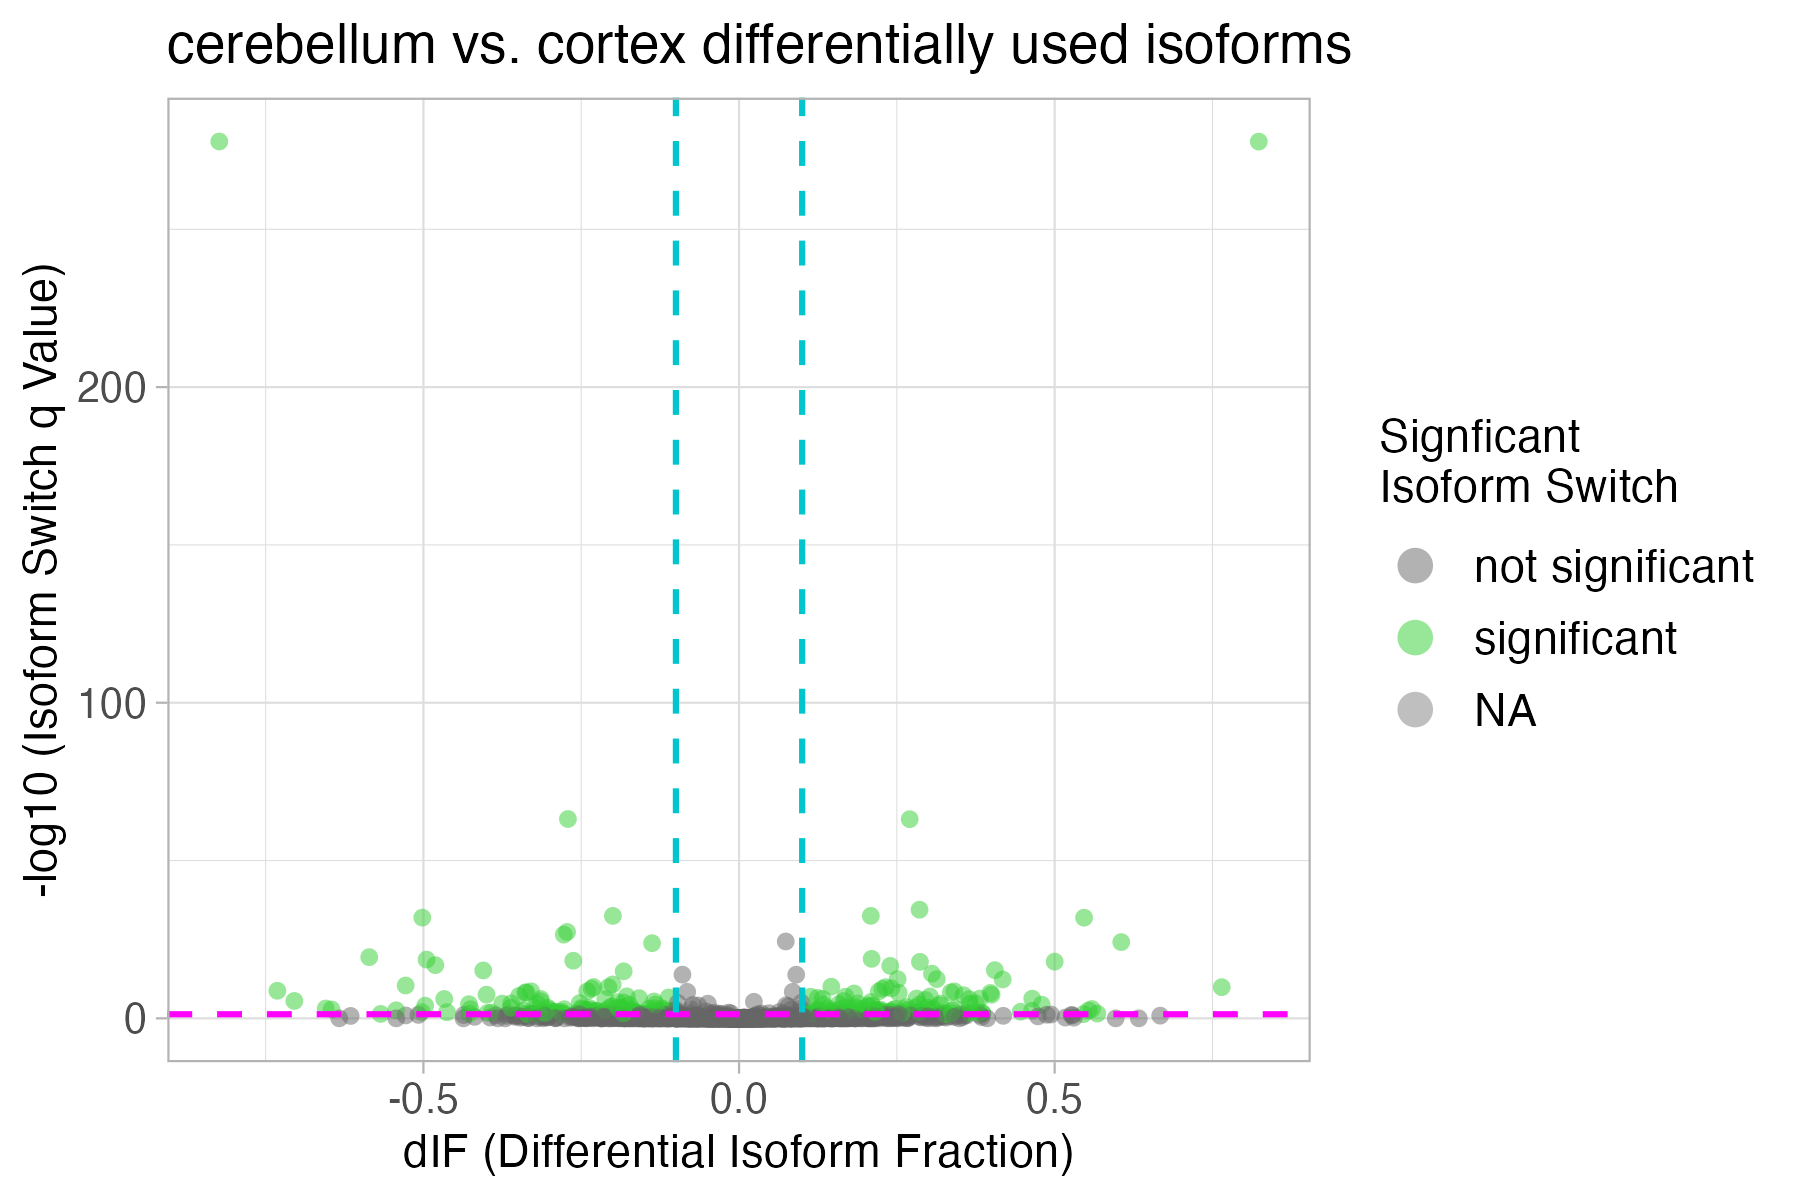 cerebellum vs. cortex differentially used isoforms
-log10 (Isoform Switch q Value)
200
100
0
-0.5
0.0
0.5
dIF (Differential Isoform Fraction)
Signficant
Isoform Switch
not significant
significant
NA